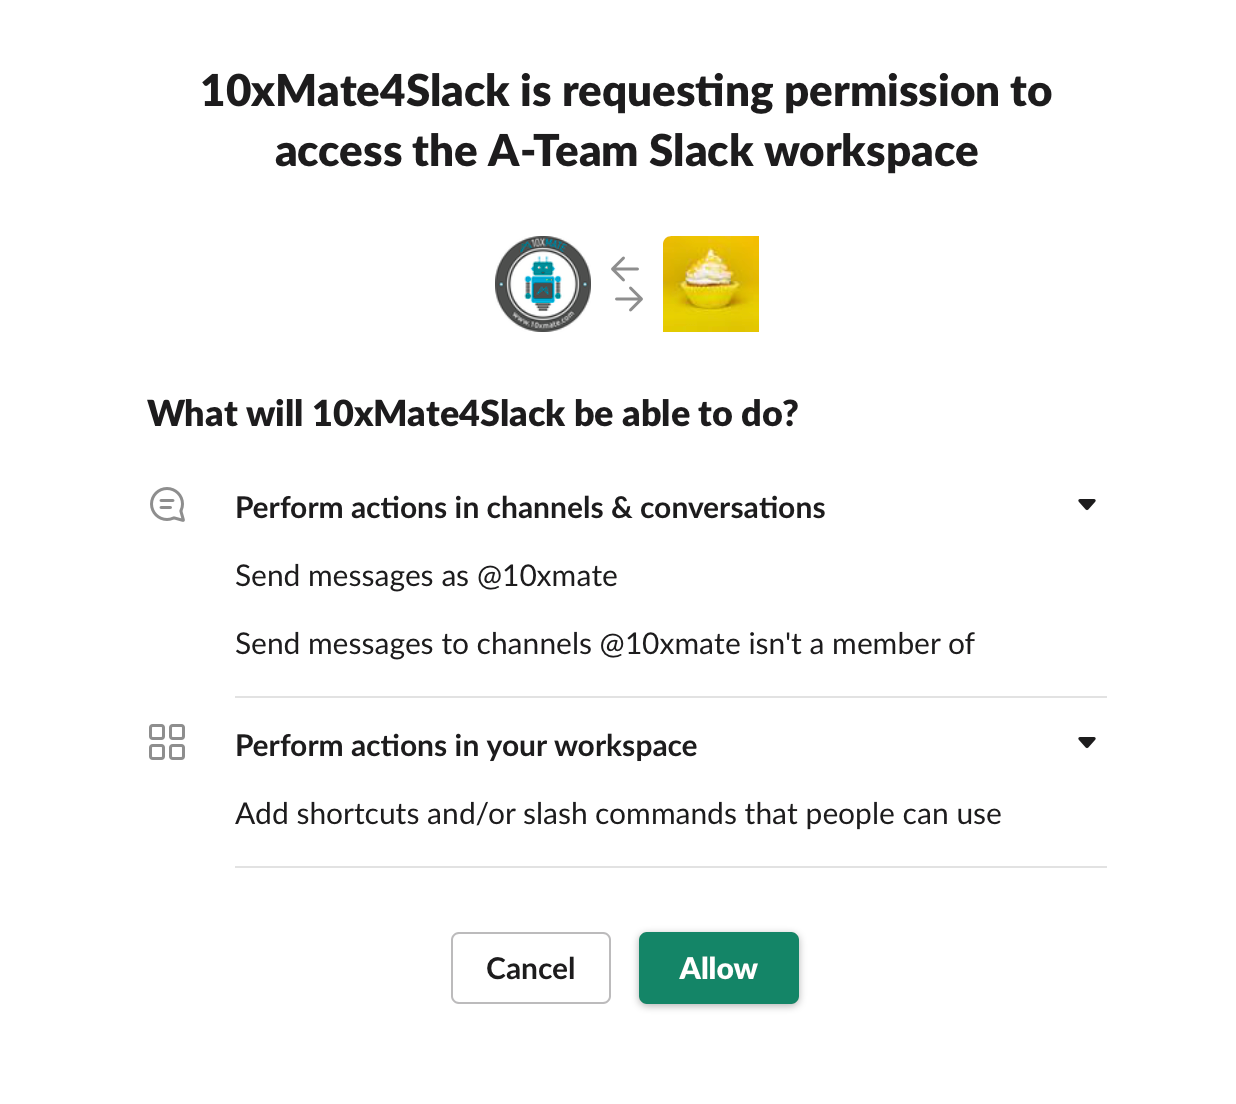 10xMate4Slack is requesting permission to
access the A-Team Slack workspace
10X
www.10xmate.com
What will 10xMate4Slack be able to do?
Perform actions in channels & conversations
Send messages as @10xmate
Send messages to channels @10xmate isn't a member of
Perform actions in your workspace
Add shortcuts and/or slash commands that people can use
Cancel
Allow